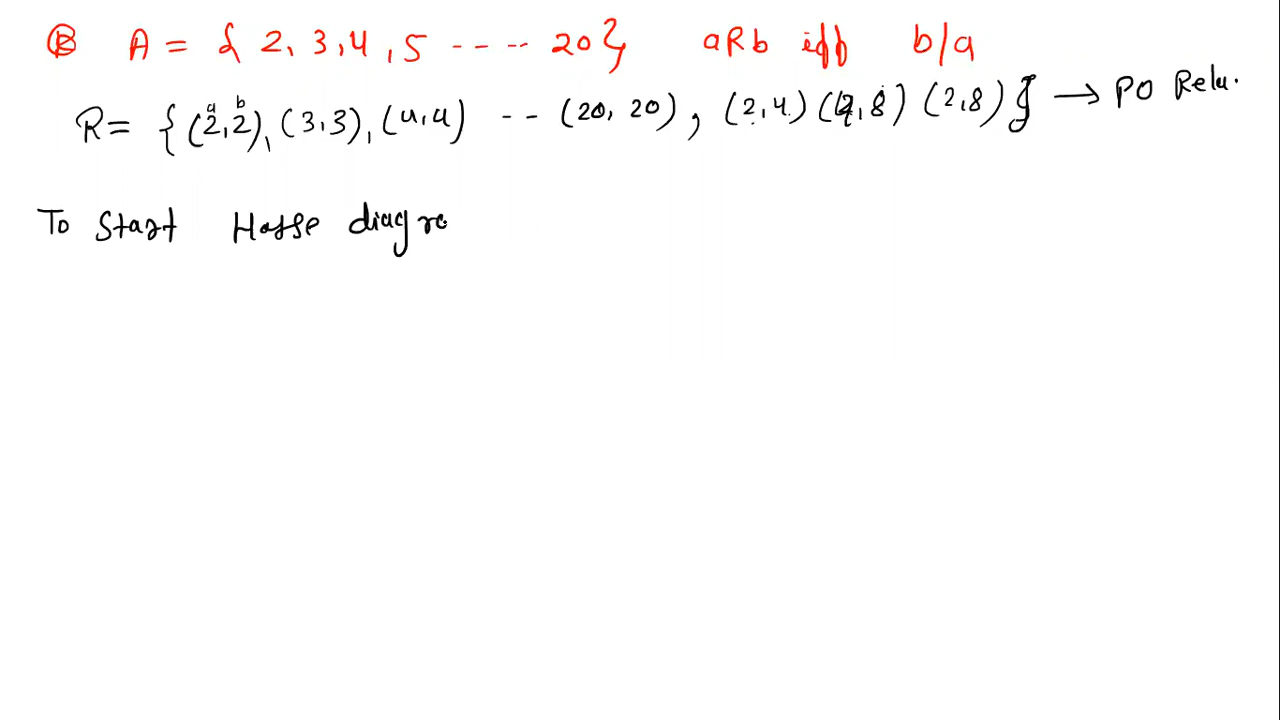 Ⓑ A = { 2, 3, 4, 5 ---- 20 } aRb iff b/a
a b
R = { (2,2), (3,3), (4,4) -- (20, 20), (2,4) (4,8) (2,8) } → PO Rela.
To Start Hasse diagra